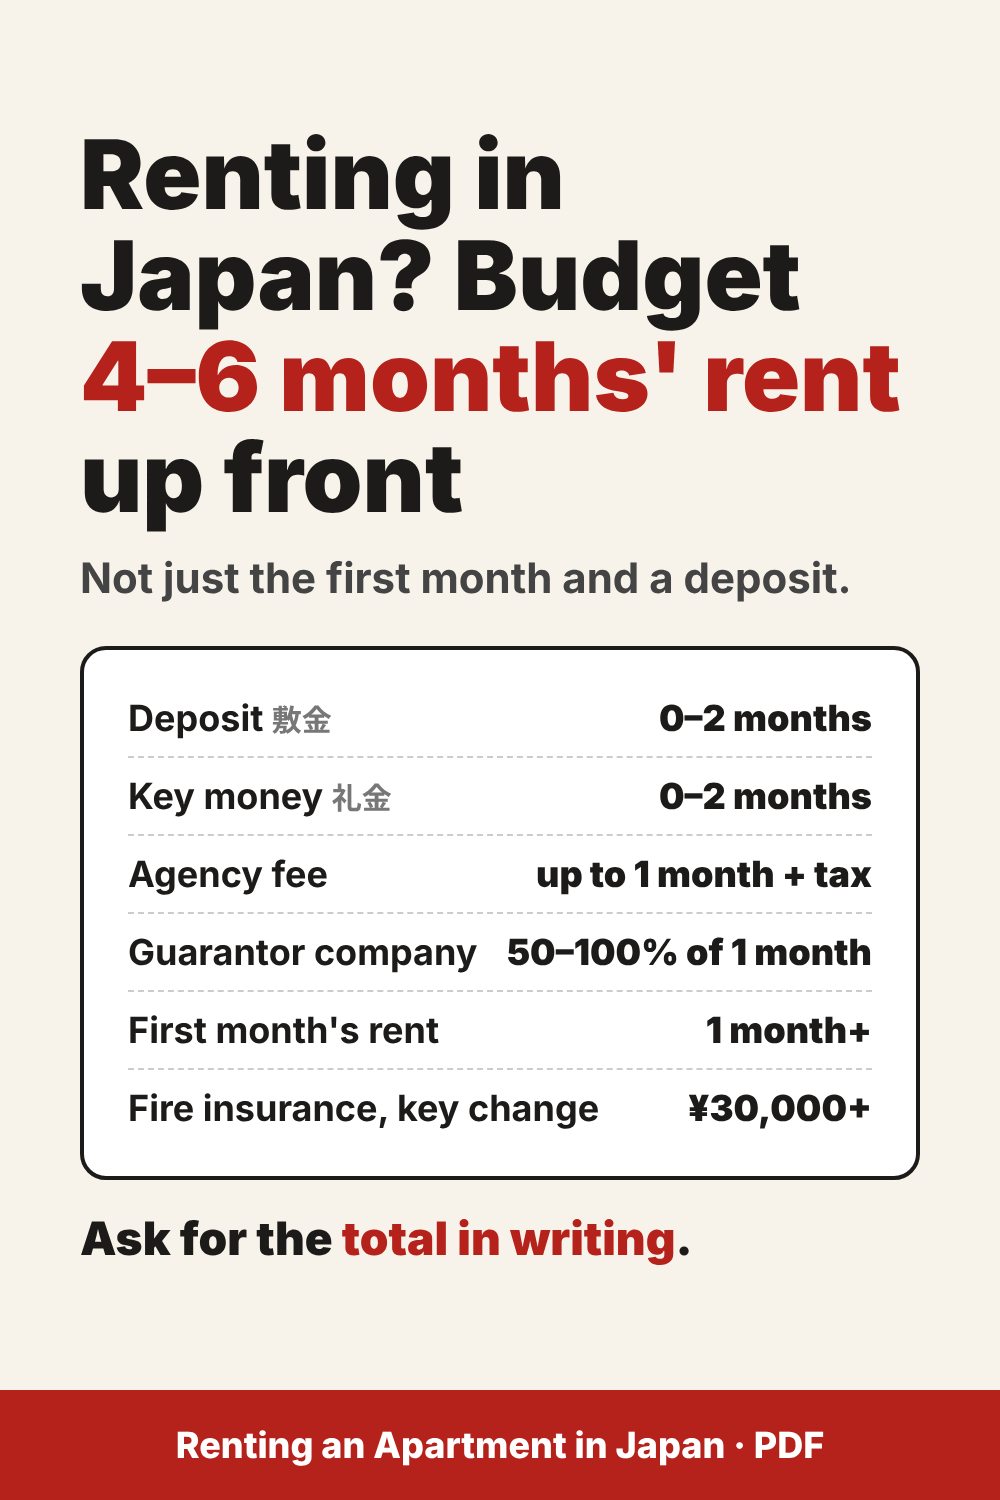 Renting in
Japan? Budget
4–6 months' rent
up front
Not just the first month and a deposit.
Deposit 敷金 0–2 months
Key money 礼金 0–2 months
Agency fee up to 1 month + tax
Guarantor company 50–100% of 1 month
First month's rent 1 month+
Fire insurance, key change ¥30,000+
Ask for the total in writing.
Renting an Apartment in Japan · PDF